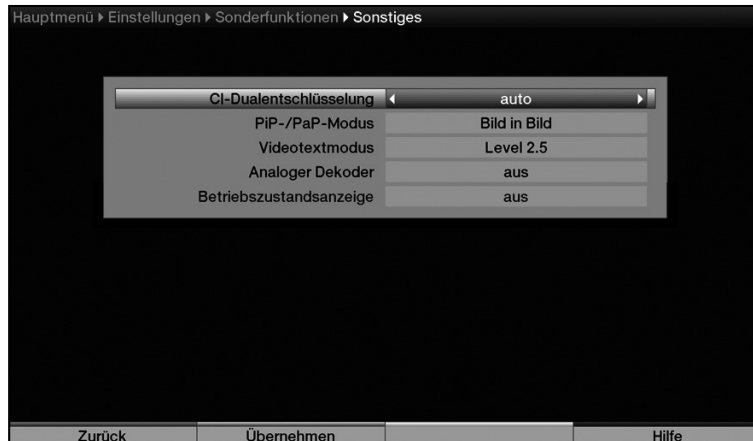 Hauptmenü ▶ Einstellungen ▶ Sonderfunktionen ▶ Sonstiges
CI-Dualentschlüsselung auto
PiP-/PaP-Modus Bild in Bild
Videotextmodus Level 2.5
Analoger Dekoder aus
Betriebszustandsanzeige aus
Zurück Übernehmen Hilfe